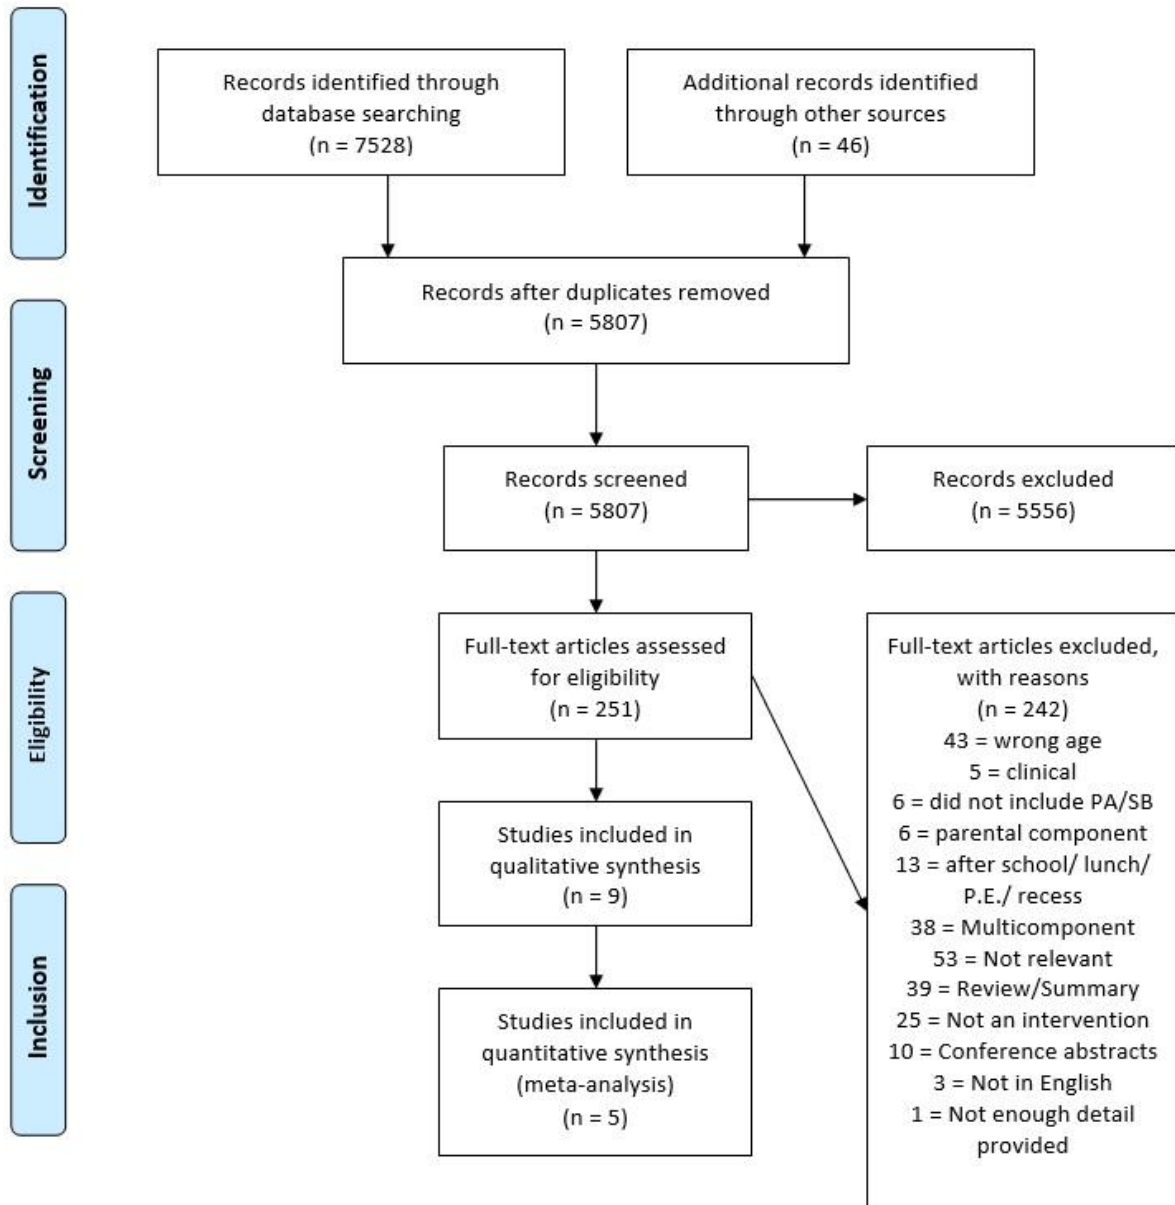 Identification
Records identified through
database searching
(n = 7528)
Additional records identified
through other sources
(n = 46)
Records after duplicates removed
(n = 5807)
Screening
Records screened
(n = 5807)
Records excluded
(n = 5556)
Eligibility
Full-text articles assessed
for eligibility
(n = 251)
Full-text articles excluded,
with reasons
(n = 242)
43 = wrong age
5 = clinical
6 = did not include PA/SB
6 = parental component
13 = after school/ lunch/
P.E./ recess
38 = Multicomponent
53 = Not relevant
39 = Review/Summary
25 = Not an intervention
10 = Conference abstracts
3 = Not in English
1 = Not enough detail
provided
Studies included in
qualitative synthesis
(n = 9)
Inclusion
Studies included in
quantitative synthesis
(meta-analysis)
(n = 5)